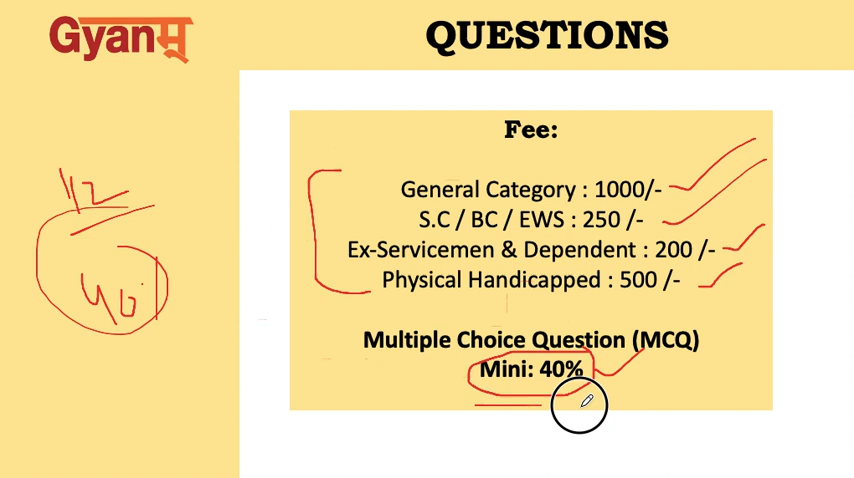 Gyanम्
QUESTIONS
Fee:
General Category : 1000/-
S.C / BC / EWS : 250 /-
Ex-Servicemen & Dependent : 200 /-
Physical Handicapped : 500 /-
Multiple Choice Question (MCQ)
Mini: 40%